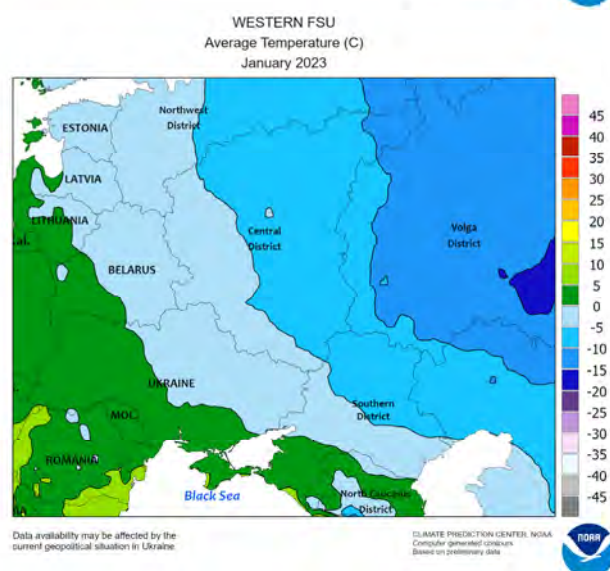 WESTERN FSU
Average Temperature (C)
January 2023
ESTONIA
Northwest
District
LATVIA
LITHUANIA
Central
District
Volga
District
BELARUS
UKRAINE
Southern
District
MOL.
ROMANIA
Black Sea
North Caucasus
District
45
40
35
30
25
20
15
10
5
0
-5
-10
-15
-20
-25
-30
-35
-40
-45
Data availability may be affected by the
current geopolitical situation in Ukraine
CLIMATE PREDICTION CENTER, NOAA
Computer generated contours
Based on preliminary data
NOAA